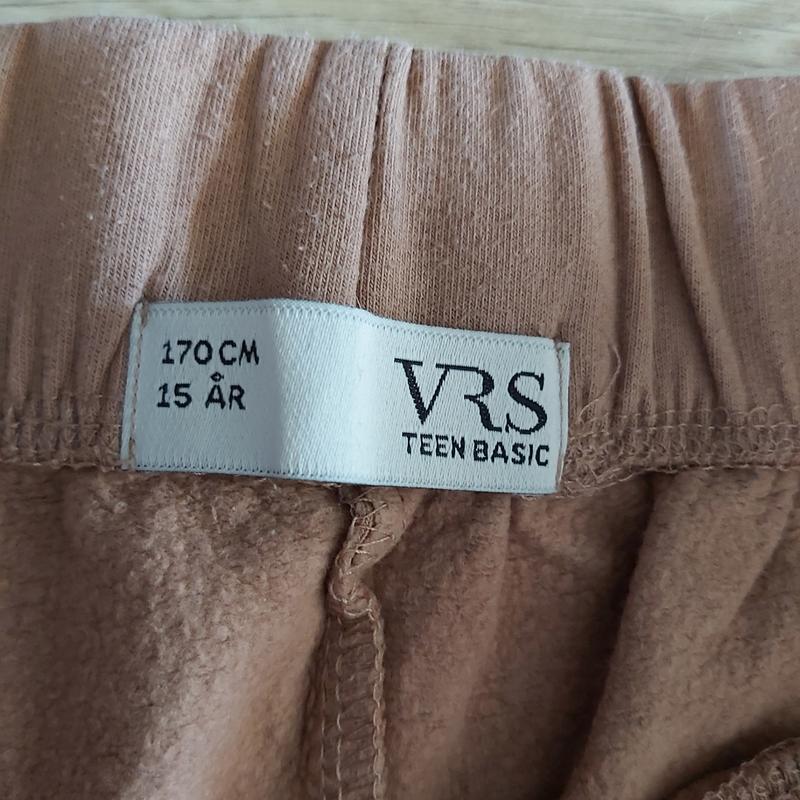 170 CM
15 ÅR
VRS
TEEN BASIC